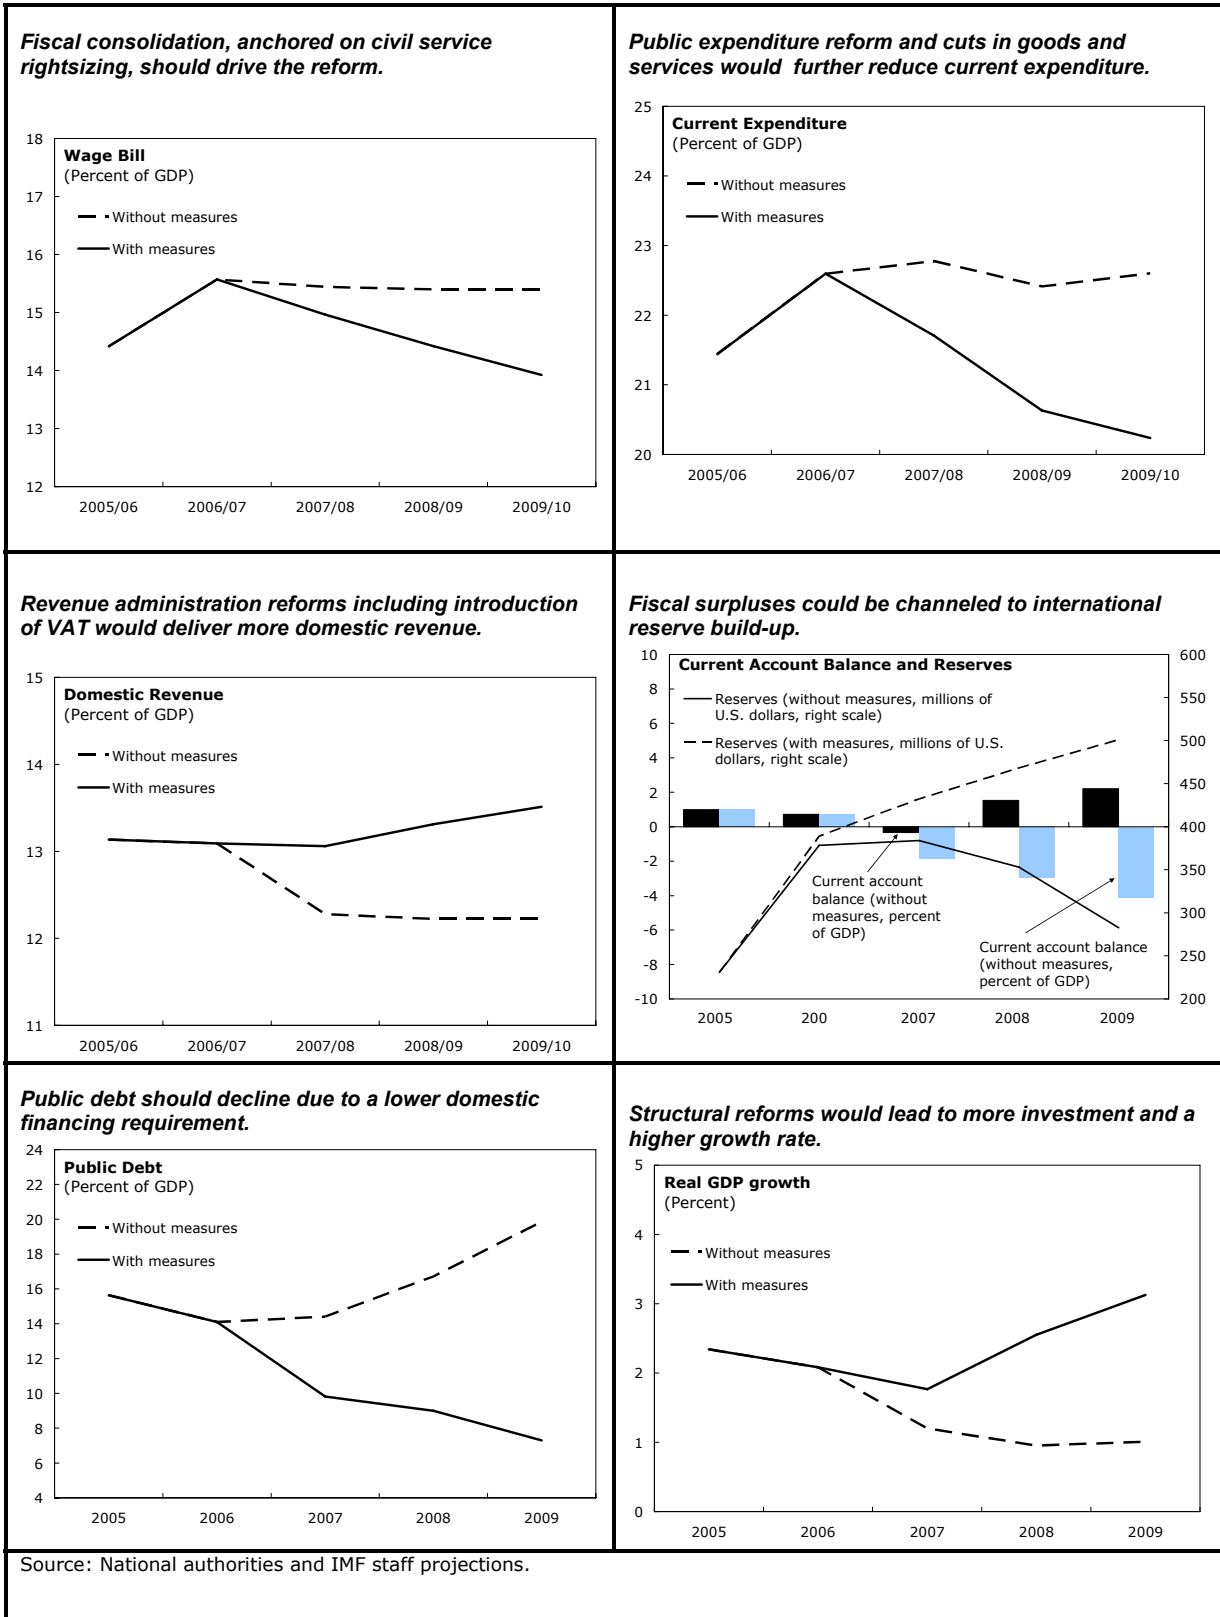 Fiscal consolidation, anchored on civil service
rightsizing, should drive the reform.
18
17
16
15
14
13
12
Wage Bill
(Percent of GDP)
Without measures
With measures
2005/06 2006/07 2007/08 2008/09 2009/10
Public expenditure reform and cuts in goods and
services would further reduce current expenditure.
25
24
23
22
21
20
Current Expenditure
(Percent of GDP)
Without measures
With measures
2005/06 2006/07 2007/08 2008/09 2009/10
Revenue administration reforms including introduction
of VAT would deliver more domestic revenue.
15
14
13
12
11
Domestic Revenue
(Percent of GDP)
Without measures
With measures
2005/06 2006/07 2007/08 2008/09 2009/10
Fiscal surpluses could be channeled to international
reserve build-up.
10
8
6
4
2
0
-2
-4
-6
-8
-10
Current Account Balance and Reserves
Reserves (without measures, millions of
U.S. dollars, right scale)
Reserves (with measures, millions of U.S.
dollars, right scale)
Current account
balance (without
measures, percent
of GDP)
Current account balance
(without measures,
percent of GDP)
600
550
500
450
400
350
300
250
200
2005 200 2007 2008 2009
Public debt should decline due to a lower domestic
financing requirement.
24
22
20
18
16
14
12
10
8
6
4
Public Debt
(Percent of GDP)
Without measures
With measures
2005 2006 2007 2008 2009
Structural reforms would lead to more investment and a
higher growth rate.
5
4
3
2
1
0
Real GDP growth
(Percent)
Without measures
With measures
2005 2006 2007 2008 2009
Source: National authorities and IMF staff projections.